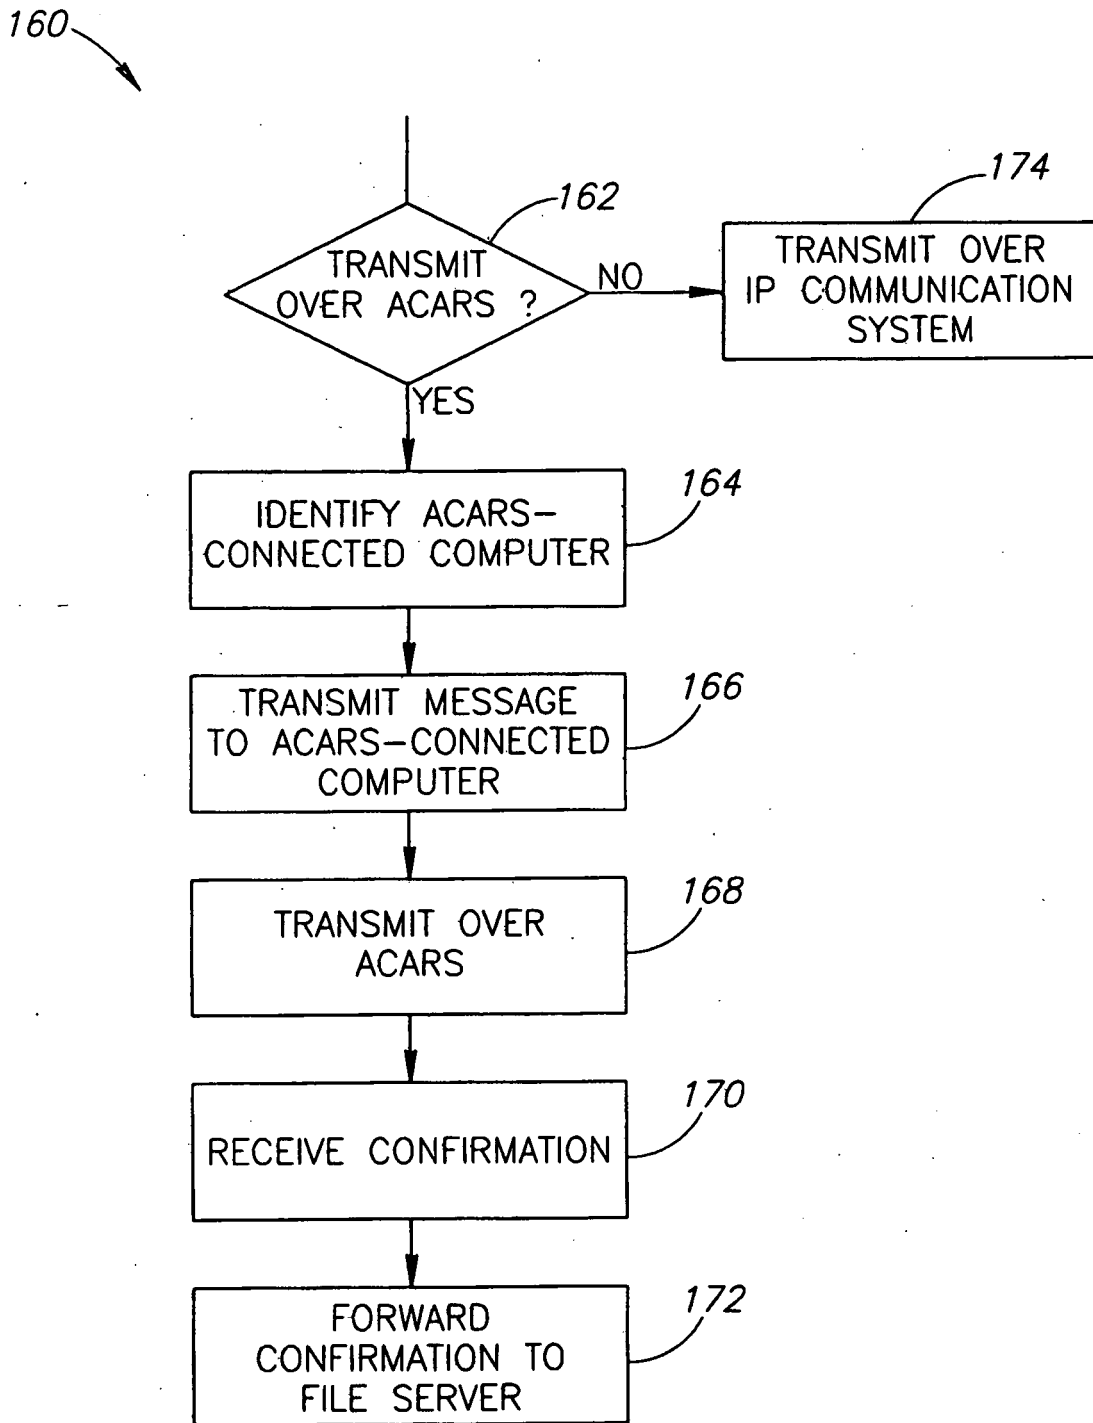 160
162
TRANSMIT
OVER ACARS ?
NO
174
TRANSMIT OVER
IP COMMUNICATION
SYSTEM
YES
164
IDENTIFY ACARS-
CONNECTED COMPUTER
166
TRANSMIT MESSAGE
TO ACARS-CONNECTED
COMPUTER
168
TRANSMIT OVER
ACARS
170
RECEIVE CONFIRMATION
172
FORWARD
CONFIRMATION TO
FILE SERVER